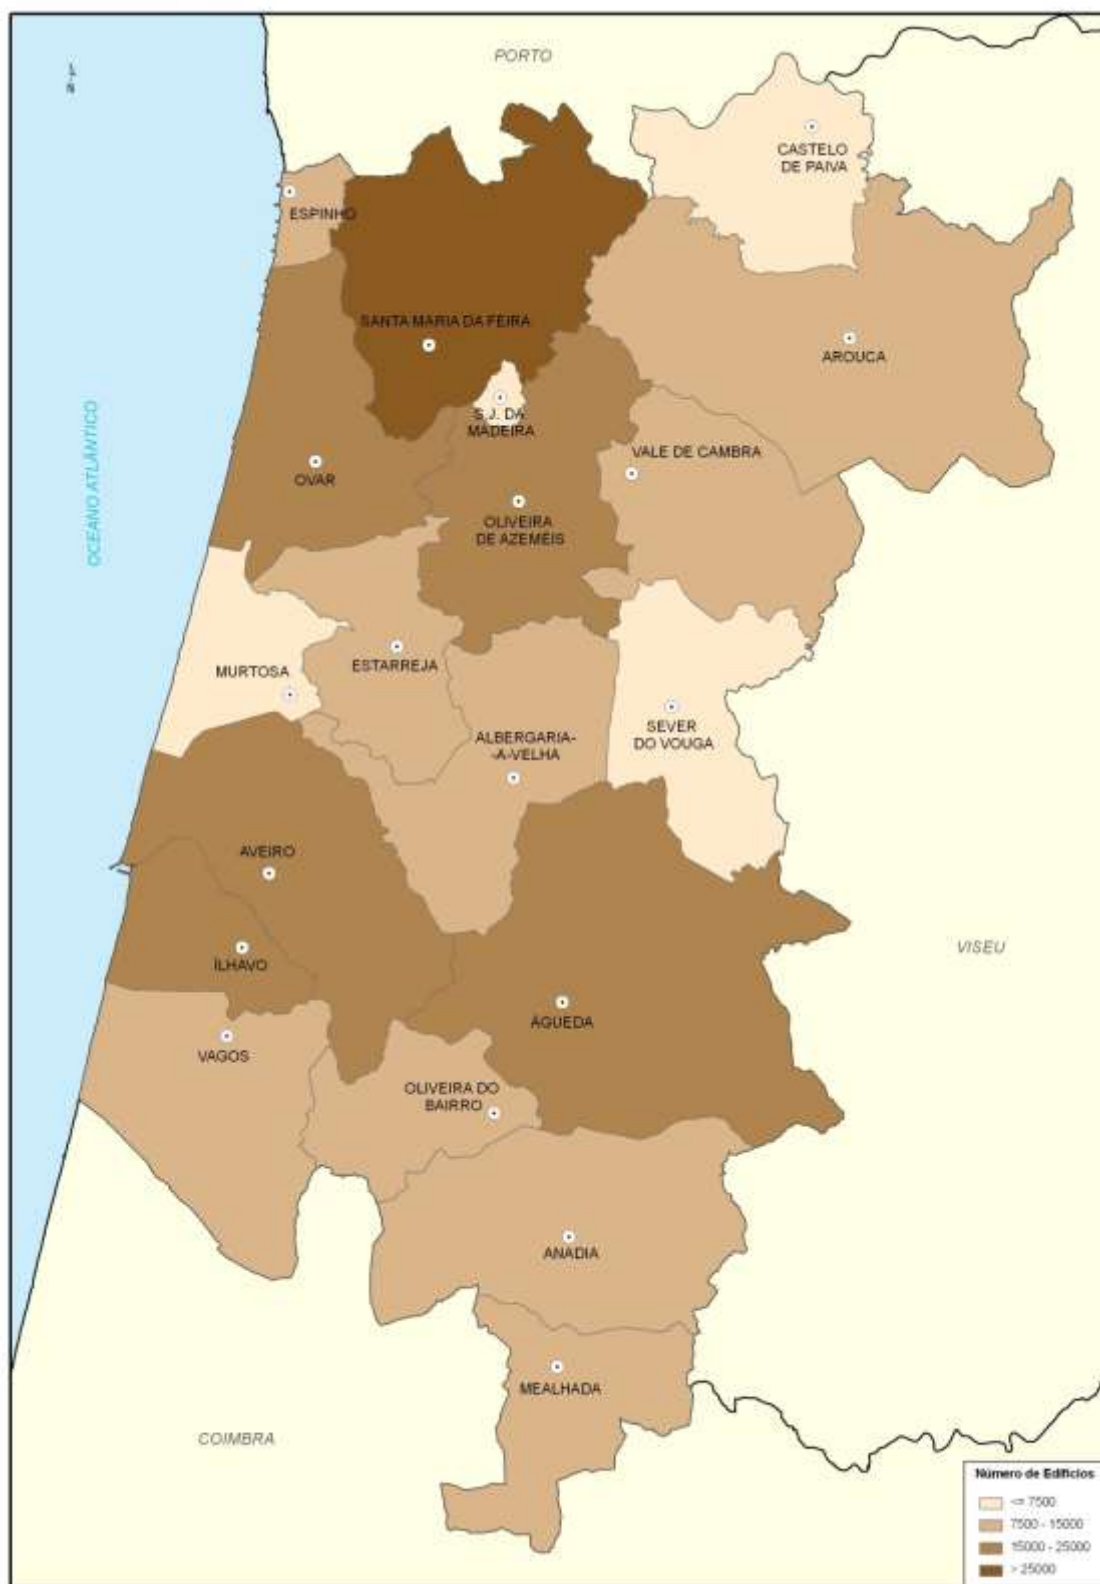 N
PORTO
CASTELO
DE PAIVA
ESPINHO
SANTA MARIA DA FEIRA
AROUCA
S.J. DA
MADEIRA
OCEANO ATLÂNTICO
VALE DE CAMBRA
OVAR
OLIVEIRA
DE AZEMÉIS
MURTOSA
ESTARREJA
SEVER
DO VOUGA
ALBERGARIA-
-A-VELHA
AVEIRO
VISEU
ÍLHAVO
ÁGUEDA
VAGOS
OLIVEIRA DO
BAIRRO
ANADIA
MEALHADA
COIMBRA
Número de Edifícios
<= 7500
7500 - 15000
15000 - 25000
> 25000